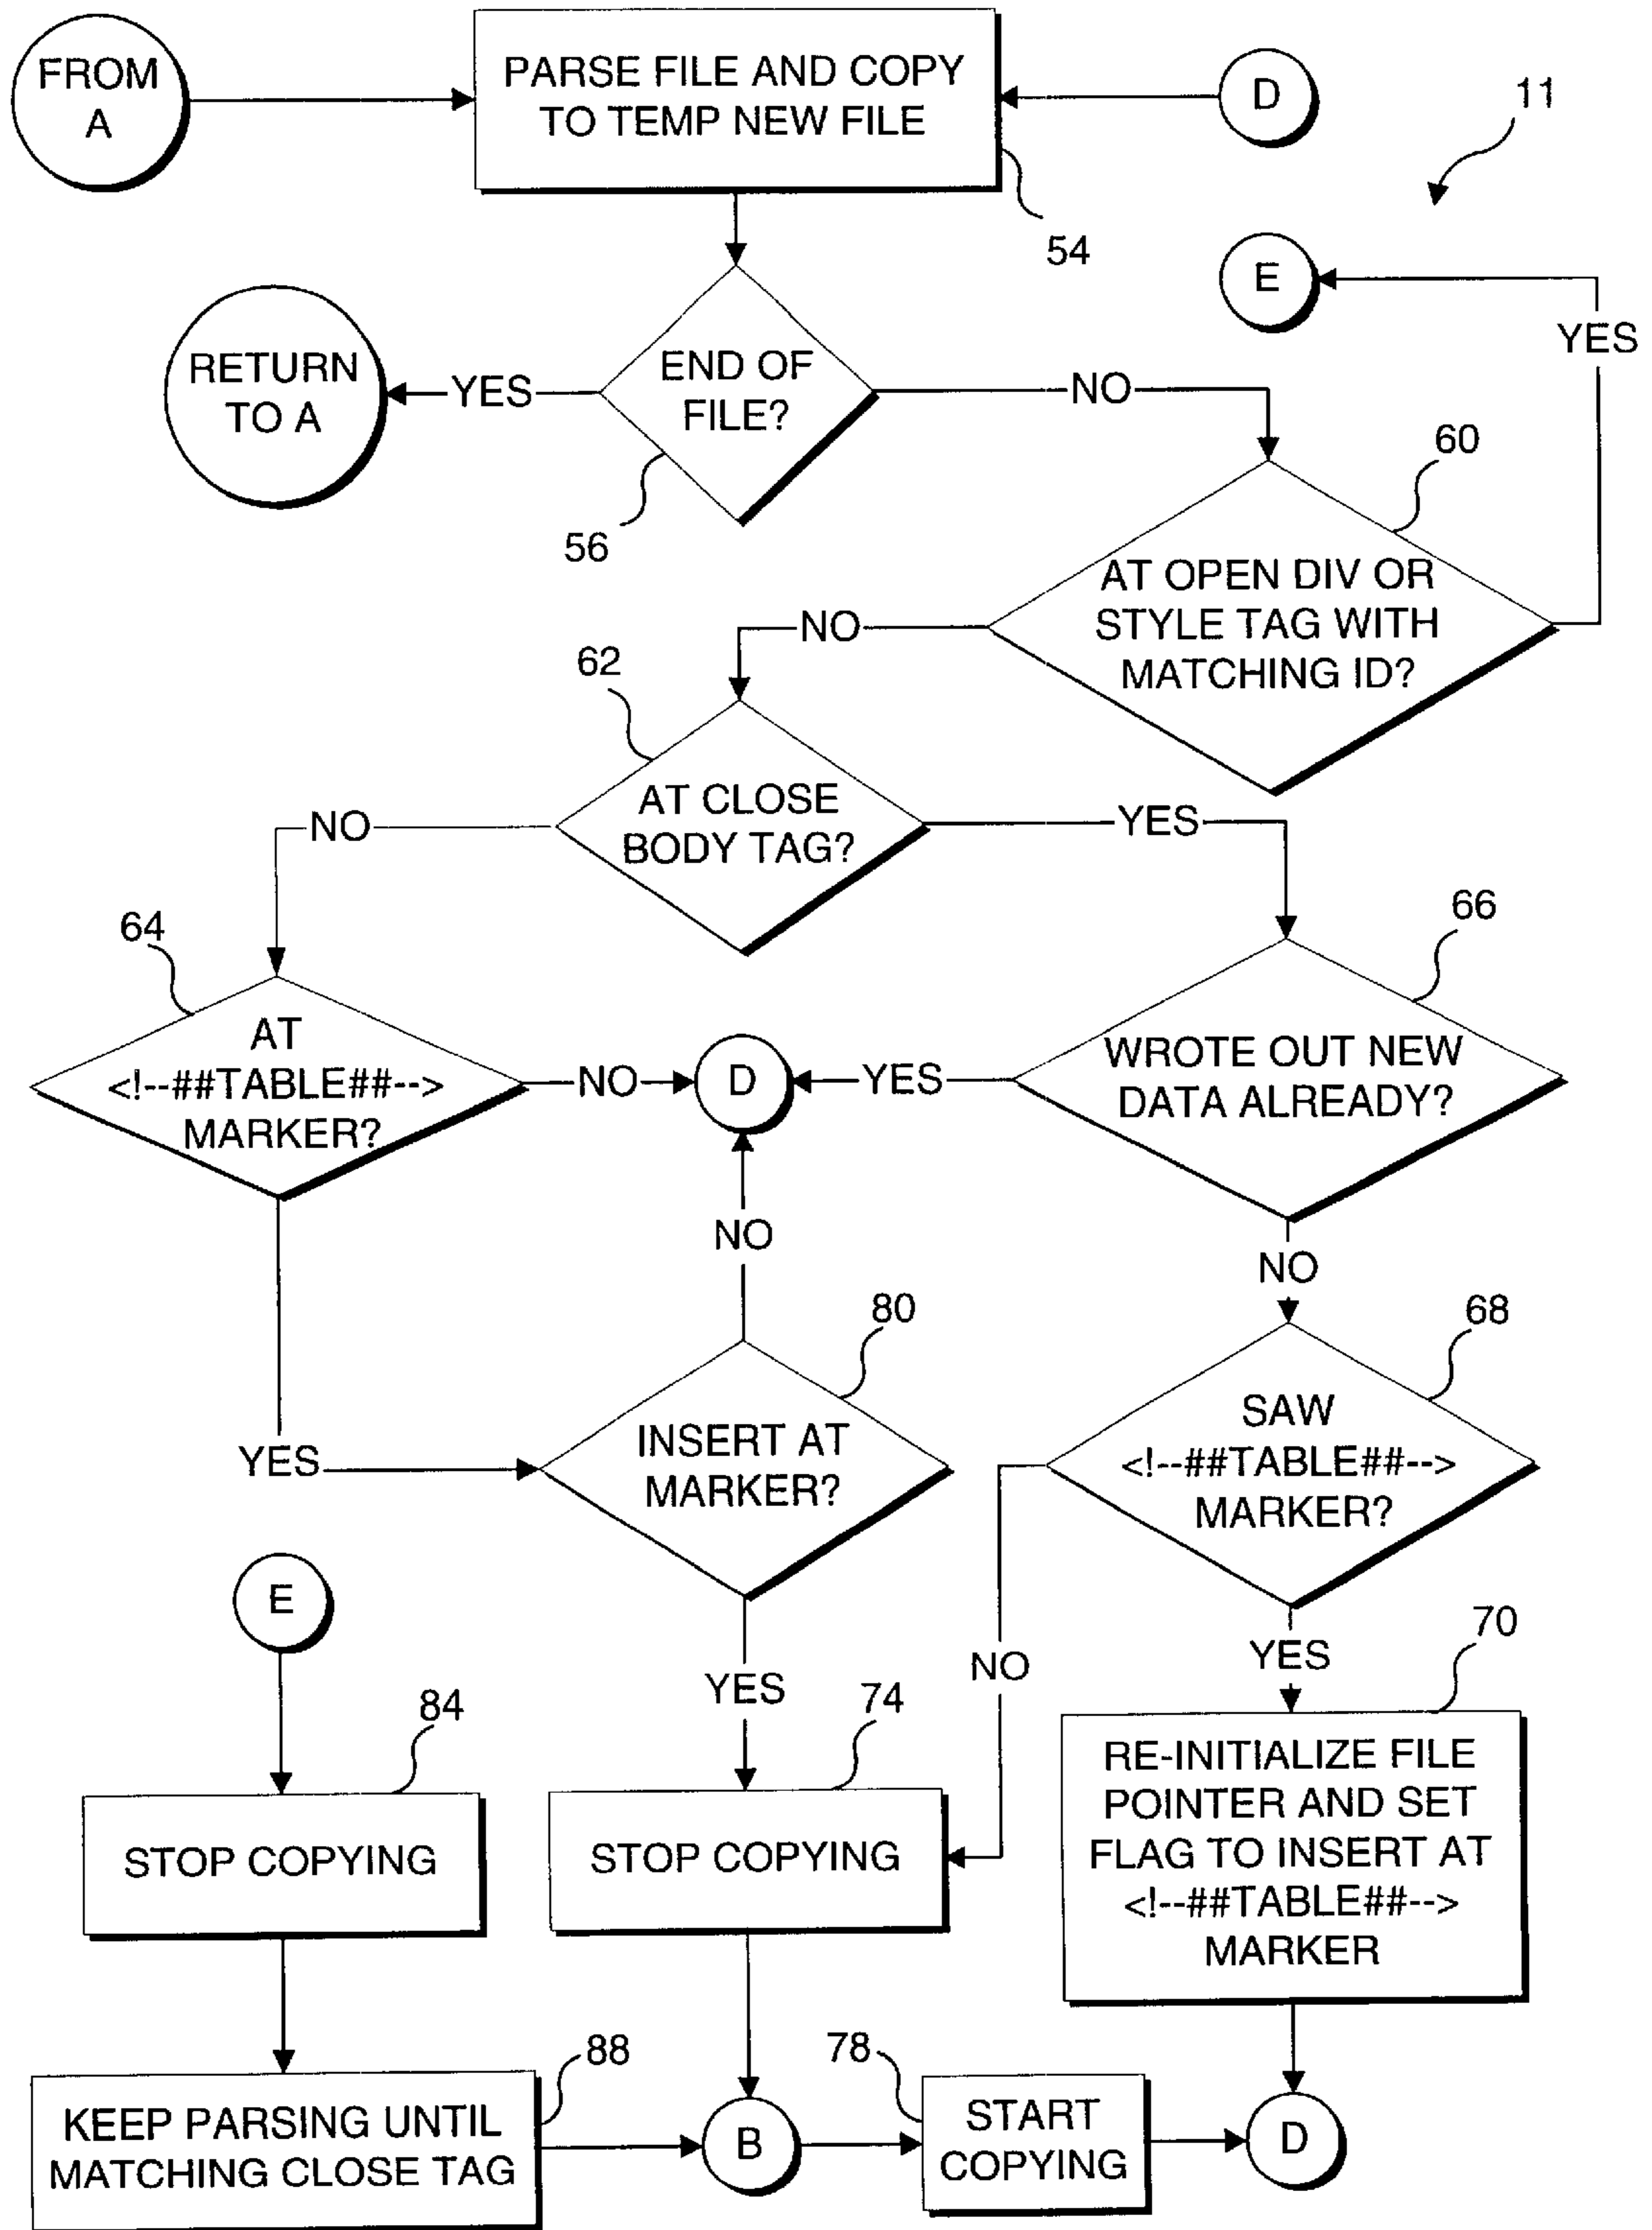 FROM
A
PARSE FILE AND COPY
TO TEMP NEW FILE
D
11
54
E
YES
RETURN
TO A
YES
END OF
FILE?
NO
56
60
AT OPEN DIV OR
STYLE TAG WITH
MATCHING ID?
NO
62
AT CLOSE
BODY TAG?
NO
YES
64
66
AT
<!--##TABLE##-->
MARKER?
NO
D
YES
WROTE OUT NEW
DATA ALREADY?
NO
NO
80
68
INSERT AT
MARKER?
YES
SAW
<!--##TABLE##-->
MARKER?
E
YES
NO
YES
70
84
74
STOP COPYING
STOP COPYING
RE-INITIALIZE FILE
POINTER AND SET
FLAG TO INSERT AT
<!--##TABLE##-->
MARKER
88
78
KEEP PARSING UNTIL
MATCHING CLOSE TAG
B
START
COPYING
D